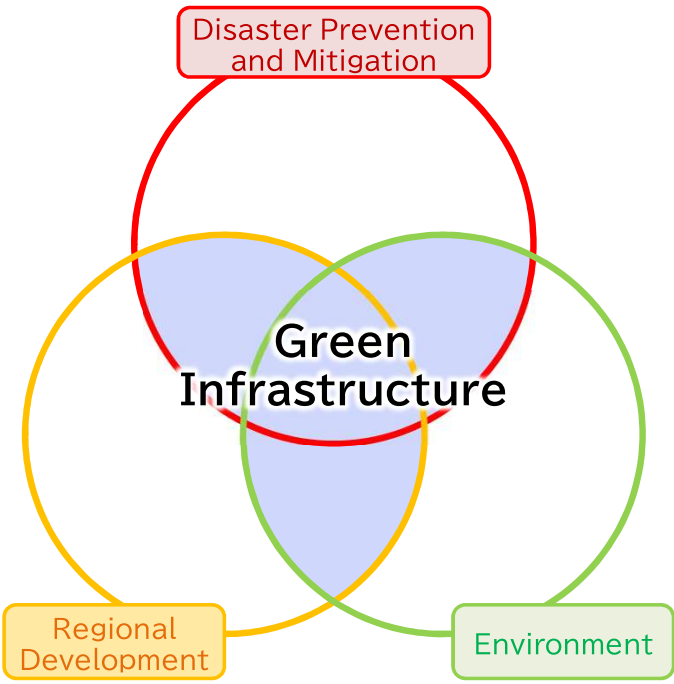 Disaster Prevention
and Mitigation
Green
Infrastructure
Regional
Development
Environment